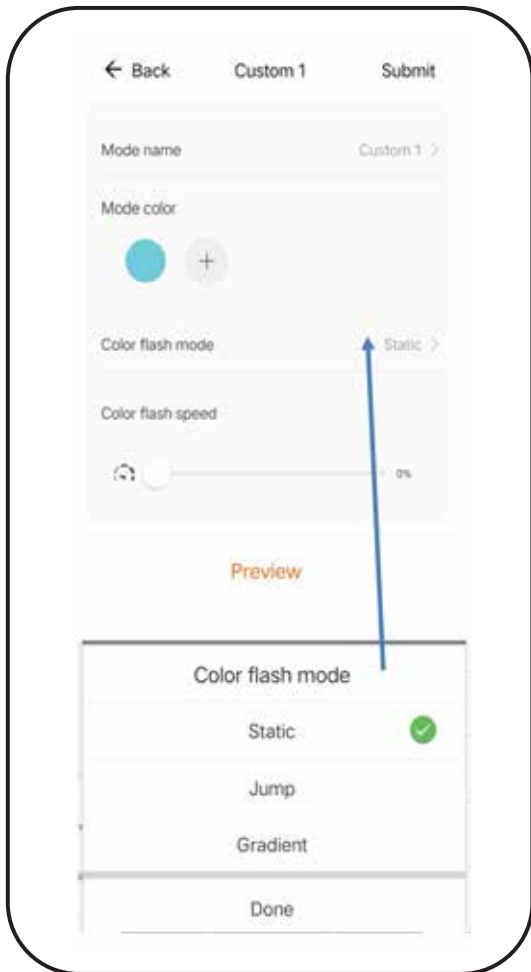 ← Back Custom 1 Submit
Mode name Custom 1 >
Mode color
+
Color flash mode Static >
Color flash speed
0%
Preview
Color flash mode
Static
Jump
Gradient
Done